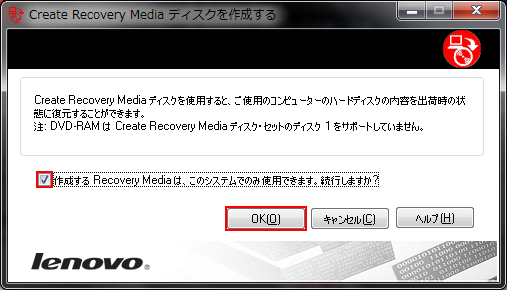 Create Recovery Media ディスクを作成する
Create Recovery Media ディスクを使用すると、ご使用のコンピューターのハードディスクの内容を出荷時の状
態に復元することができます。
注: DVD-RAM は Create Recovery Media ディスク・セットのディスク 1 をサポートしていません。
作成する Recovery Media は、このシステムでのみ使用できます。続行しますか?
OK(O) キャンセル(C) ヘルプ(H)
lenovo